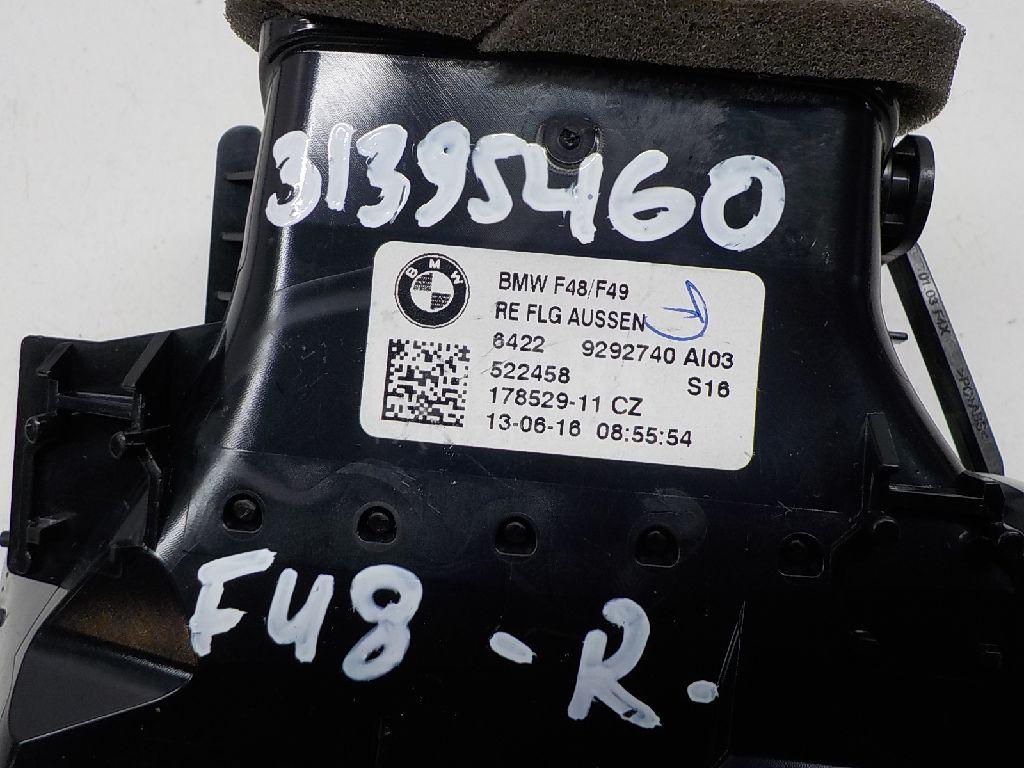 31395460
BMW
BMW F48/F49
RE FLG AUSSEN
6422 9292740 AI03
522458 S16
178529-11 CZ
13-06-16 08:55:54
F48 - R.